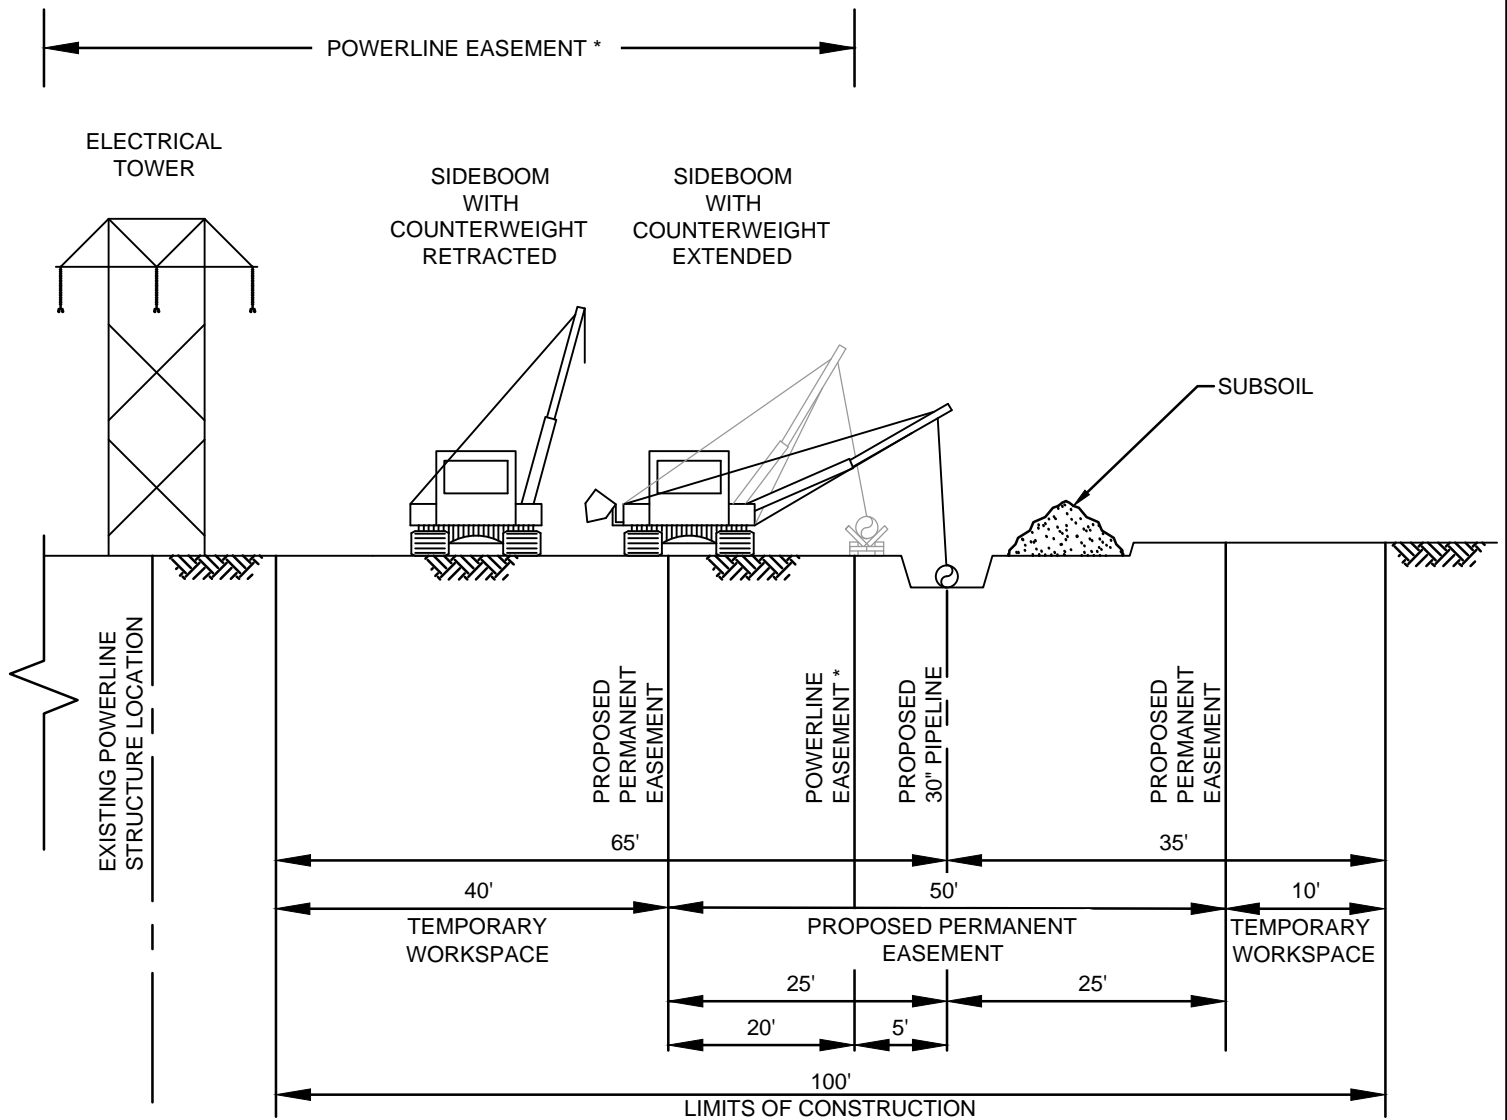 POWERLINE EASEMENT *
ELECTRICAL
TOWER
SIDEBOOM
WITH
COUNTERWEIGHT
RETRACTED
SIDEBOOM
WITH
COUNTERWEIGHT
EXTENDED
SUBSOIL
EXISTING POWERLINE
STRUCTURE LOCATION
PROPOSED
PERMANENT
EASEMENT
POWERLINE
EASEMENT *
PROPOSED
30" PIPELINE
PROPOSED
PERMANENT
EASEMENT
65'
35'
40'
50'
10'
TEMPORARY
WORKSPACE
PROPOSED PERMANENT
EASEMENT
TEMPORARY
WORKSPACE
25'
25'
20'
5'
100'
LIMITS OF CONSTRUCTION